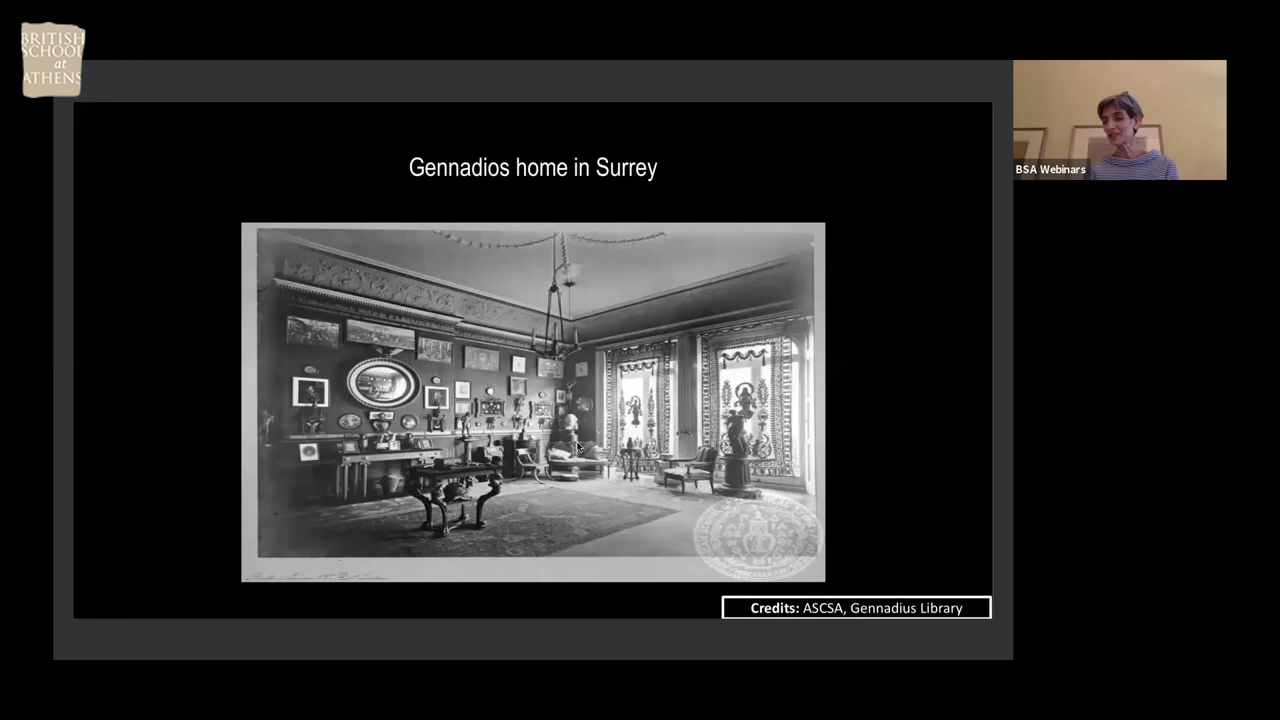 BRITISH
SCHOOL
at
ATHENS
Gennadios home in Surrey
BSA Webinars
Credits: ASCSA, Gennadius Library